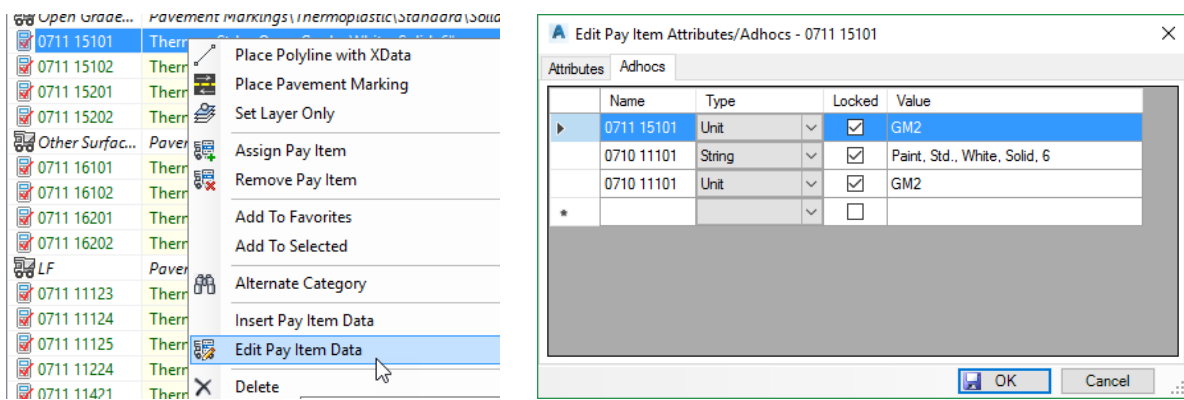 Open Grade... Pavement Markings\Thermoplastic\Standard\Solid
0711 15101 Therm
0711 15102 Therr
0711 15201 Therr
0711 15202 Therr
Other Surfac... Paver
0711 16101 Therr
0711 16102 Therr
0711 16201 Therr
0711 16202 Therr
LF Paver
0711 11123 Therr
0711 11124 Therr
0711 11125 Therr
0711 11224 Therr
0711 11421 Therr
Place Polyline with XData
Place Pavement Marking
Set Layer Only
Assign Pay Item
Remove Pay Item
Add To Favorites
Add To Selected
Alternate Category
Insert Pay Item Data
Edit Pay Item Data
Delete
Edit Pay Item Attributes/Adhocs - 0711 15101
Attributes Adhocs
Name Type Locked Value
0711 15101 Unit GM2
0710 11101 String Paint, Std., White, Solid, 6
0710 11101 Unit GM2
OK Cancel